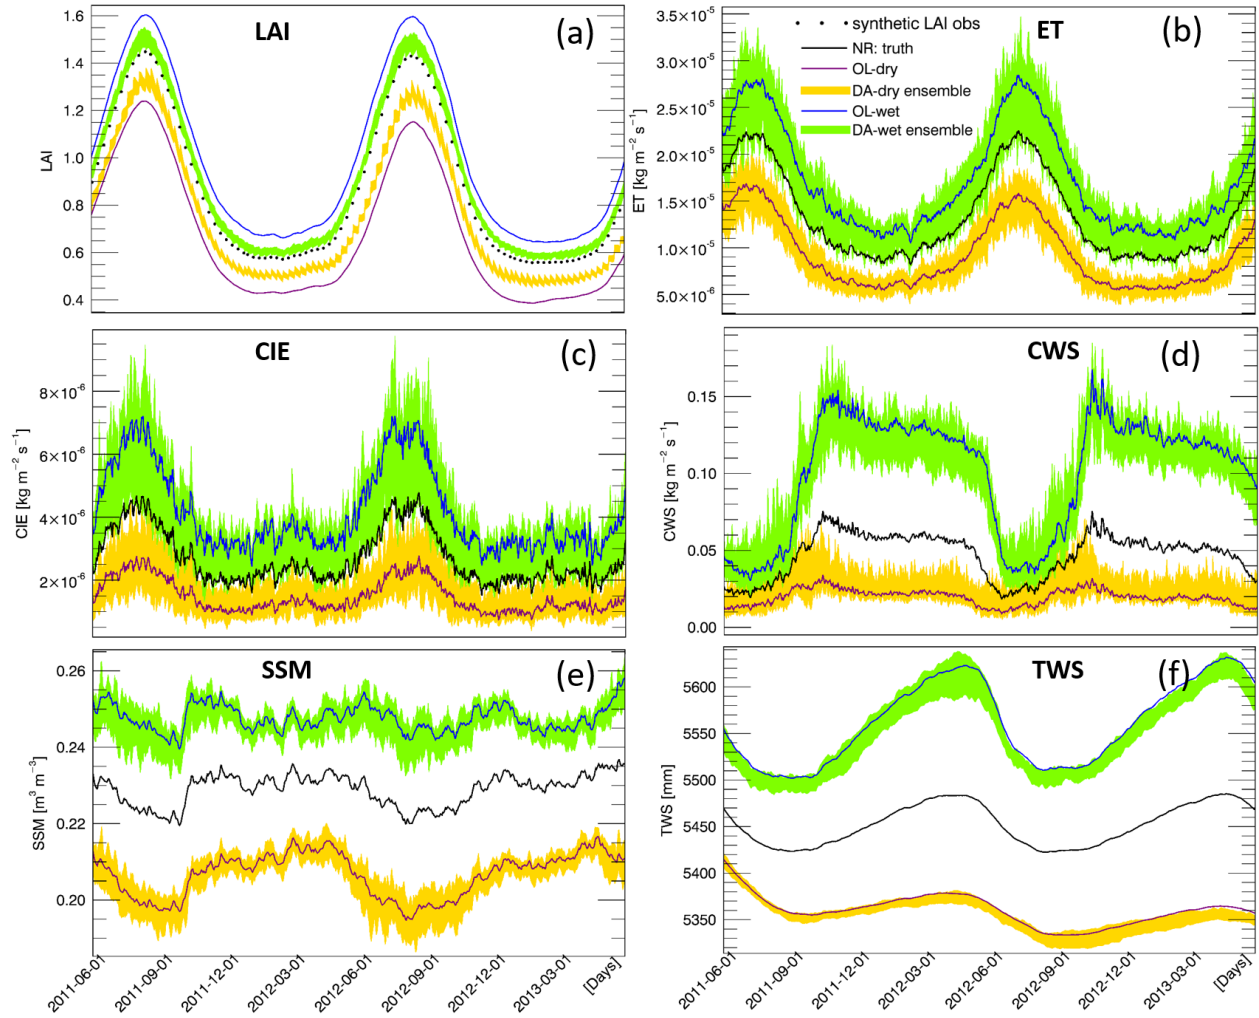 LAI
(a)
1.6
1.4
1.2
1.0
0.8
0.6
0.4
LAI
ET
(b)
synthetic LAI obs
NR: truth
OL-dry
DA-dry ensemble
OL-wet
DA-wet ensemble
3.5×10⁻⁵
3.0×10⁻⁵
2.5×10⁻⁵
2.0×10⁻⁵
1.5×10⁻⁵
1.0×10⁻⁵
5.0×10⁻⁶
ET [kg m⁻² s⁻¹]
CIE
(c)
8×10⁻⁶
6×10⁻⁶
4×10⁻⁶
2×10⁻⁶
CIE [kg m⁻² s⁻¹]
CWS
(d)
0.15
0.10
0.05
0.00
CWS [kg m⁻² s⁻¹]
SSM
(e)
0.26
0.24
0.22
0.20
SSM [m³ m⁻³]
2011-06-01
2011-09-01
2011-12-01
2012-03-01
2012-06-01
2012-09-01
2012-12-01
2013-03-01
[Days]
TWS
(f)
5600
5550
5500
5450
5400
5350
TWS [mm]
2011-06-01
2011-09-01
2011-12-01
2012-03-01
2012-06-01
2012-09-01
2012-12-01
2013-03-01
[Days]